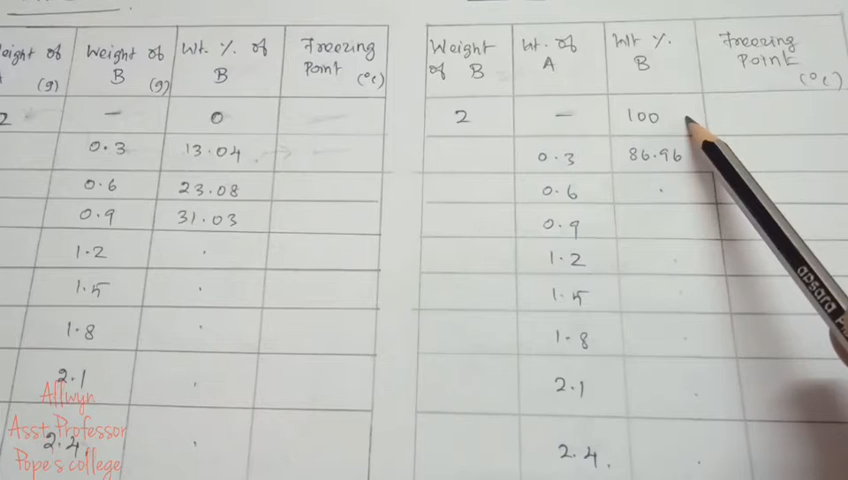 eight of Weight of B (g) Wt. % of B Freezing Point (°C)
(g)
2 — 0 —
0.3 13.04 —
0.6 23.08
0.9 31.03
1.2 .
1.5 .
1.8 .
2.1 .
2.4 .
Allwyn
Asst.Professor
Pope's college
Weight of B Wt. of A Wt %. B Freezing Point (°C)
2 — 100
0.3 86.96
0.6 .
0.9
1.2 .
1.5 .
1.8 .
2.1 .
2.4. .
apsara